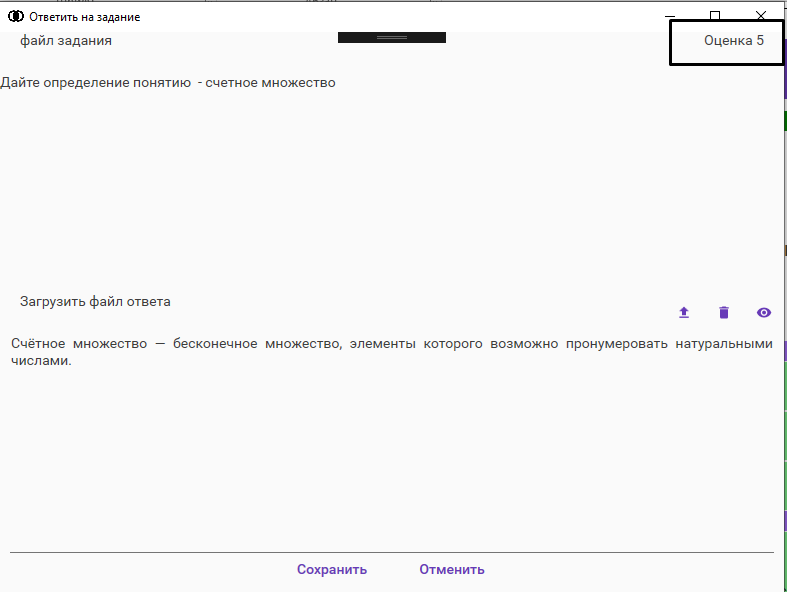 Ответить на задание
файл задания
Оценка 5
Дайте определение понятию - счетное множество
Загрузить файл ответа
Счётное множество — бесконечное множество, элементы которого возможно пронумеровать натуральными
числами.
Сохранить Отменить